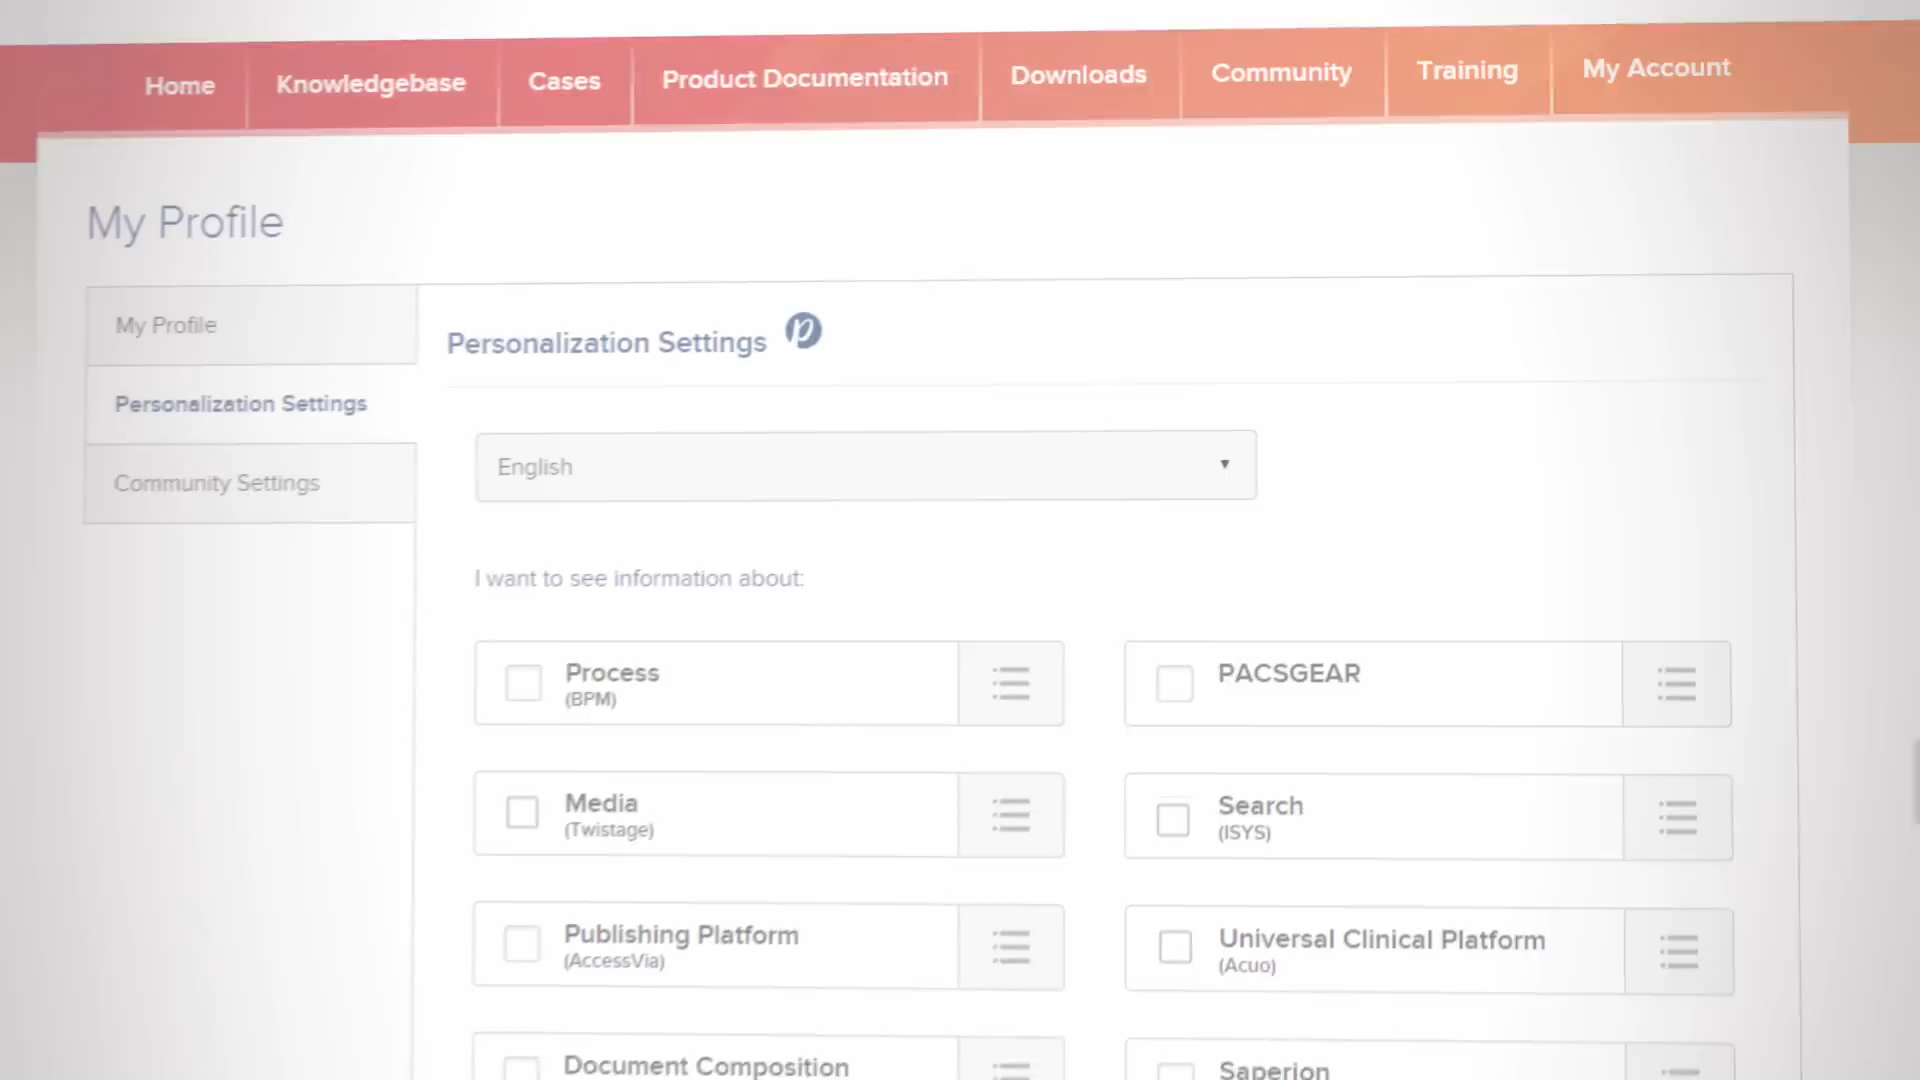 Home Knowledgebase Cases Product Documentation Downloads Community Training My Account
My Profile
My Profile
Personalization Settings
Community Settings
Personalization Settings p
English
I want to see information about:
Process
(BPM)
PACSGEAR
Media
(Twistage)
Search
(ISYS)
Publishing Platform
(AccessVia)
Universal Clinical Platform
(Acuo)
Document Composition
Saperion